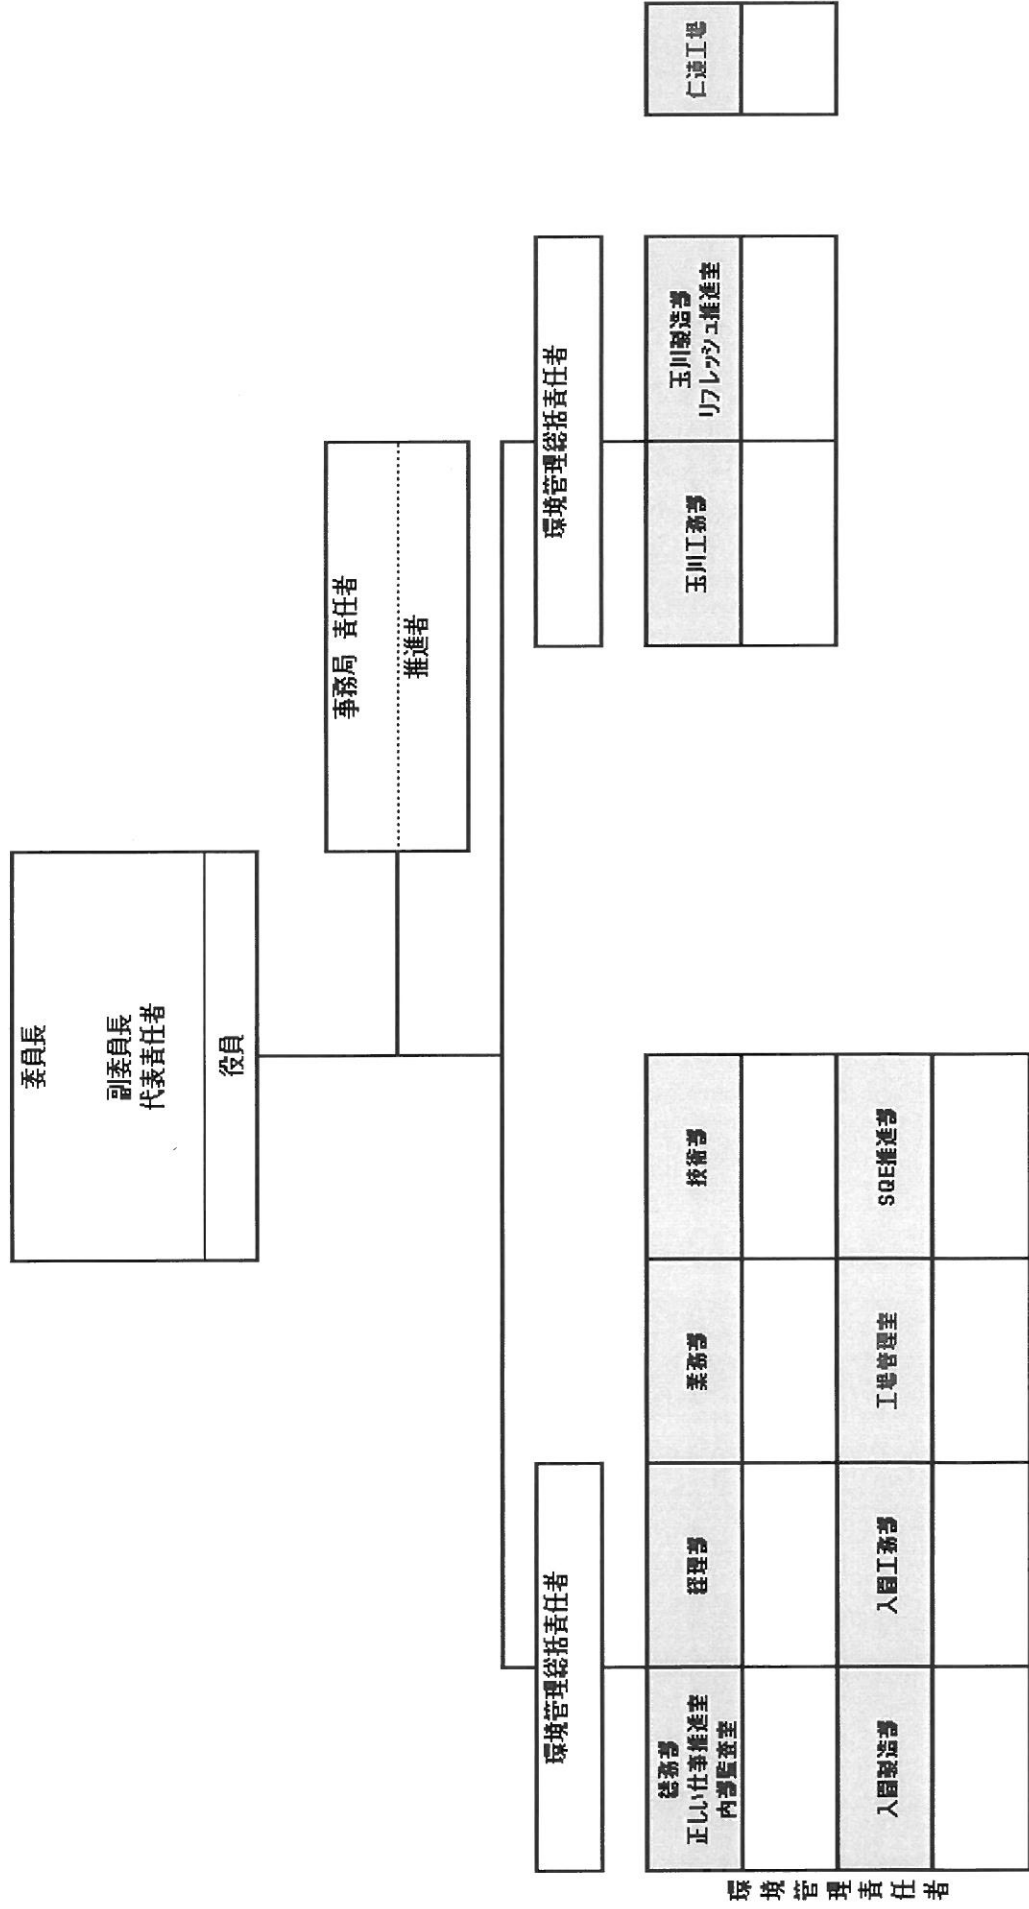 委員長
副委員長
代表責任者
役員
事務局 責任者
推進者
環境管理総括責任者
環境管理総括責任者
総務部
正しい仕事推進室
内部監査室
経理部
業務部
技術部
玉川工務部
玉川製造部
リフレッシュ推進室
仁連工場
入間製造部
入間工務部
工場管理室
SQE推進部
環境管理責任者